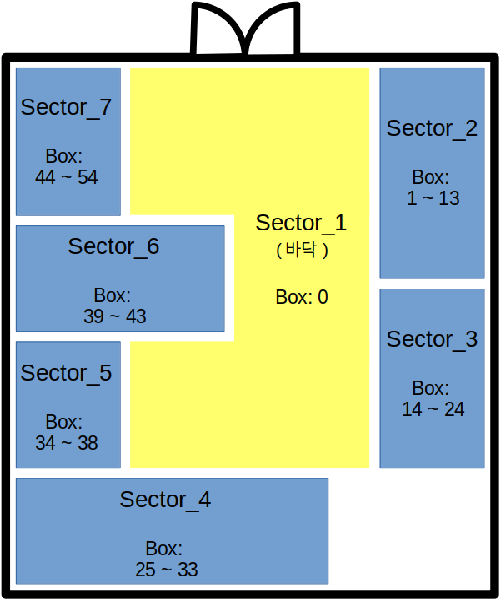 Sector_7
Box:
44 ~ 54
Sector_2
Box:
1 ~ 13
Sector_1
( 바닥 )
Box: 0
Sector_6
Box:
39 ~ 43
Sector_3
Box:
14 ~ 24
Sector_5
Box:
34 ~ 38
Sector_4
Box:
25 ~ 33